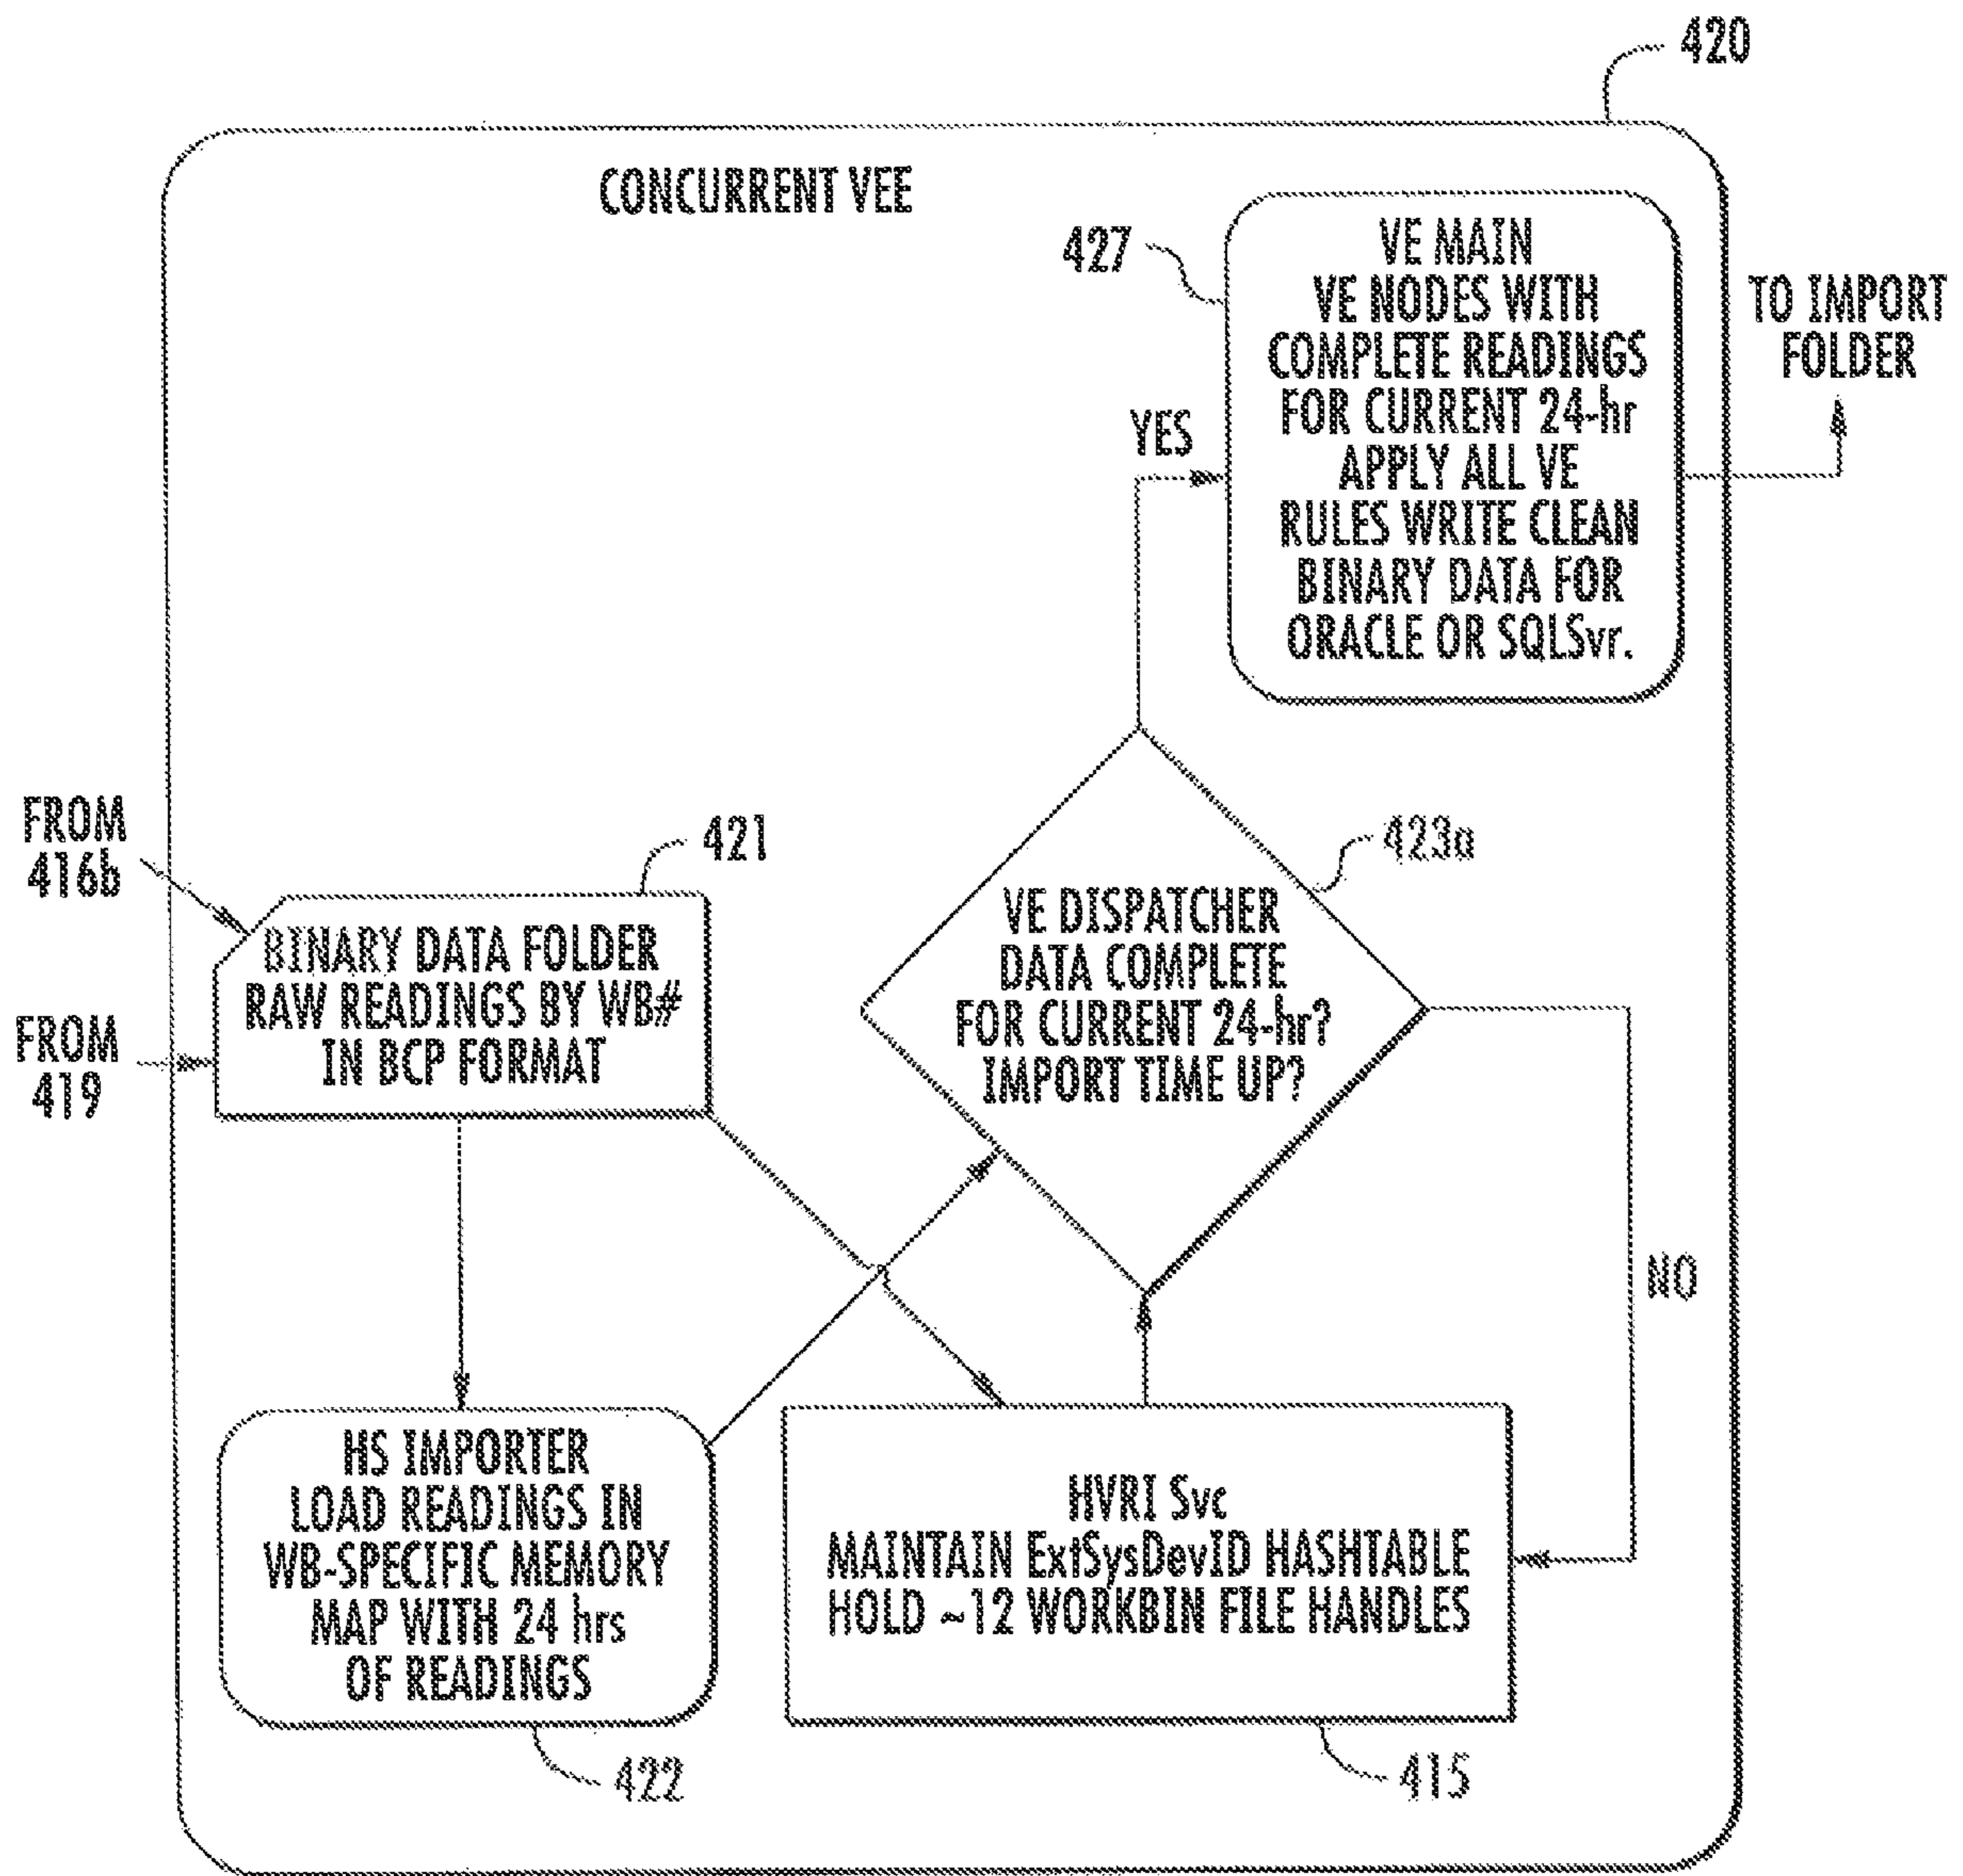 420
CONCURRENT VEE
427
VE MAIN
VE NODES WITH
COMPLETE READINGS
FOR CURRENT 24-hr
APPLY ALL VE
RULES WRITE CLEAN
BINARY DATA FOR
ORACLE OR SQLSvr.
TO IMPORT
FOLDER
YES
FROM
416b
421
BINARY DATA FOLDER
RAW READINGS BY WB#
IN BCP FORMAT
FROM
419
423a
VE DISPATCHER
DATA COMPLETE
FOR CURRENT 24-hr?
IMPORT TIME UP?
NO
HS IMPORTER
LOAD READINGS IN
WB-SPECIFIC MEMORY
MAP WITH 24 hrs
OF READINGS
422
HVRI Svc
MAINTAIN ExtSysDevID HASHTABLE
HOLD ~12 WORKBIN FILE HANDLES
415